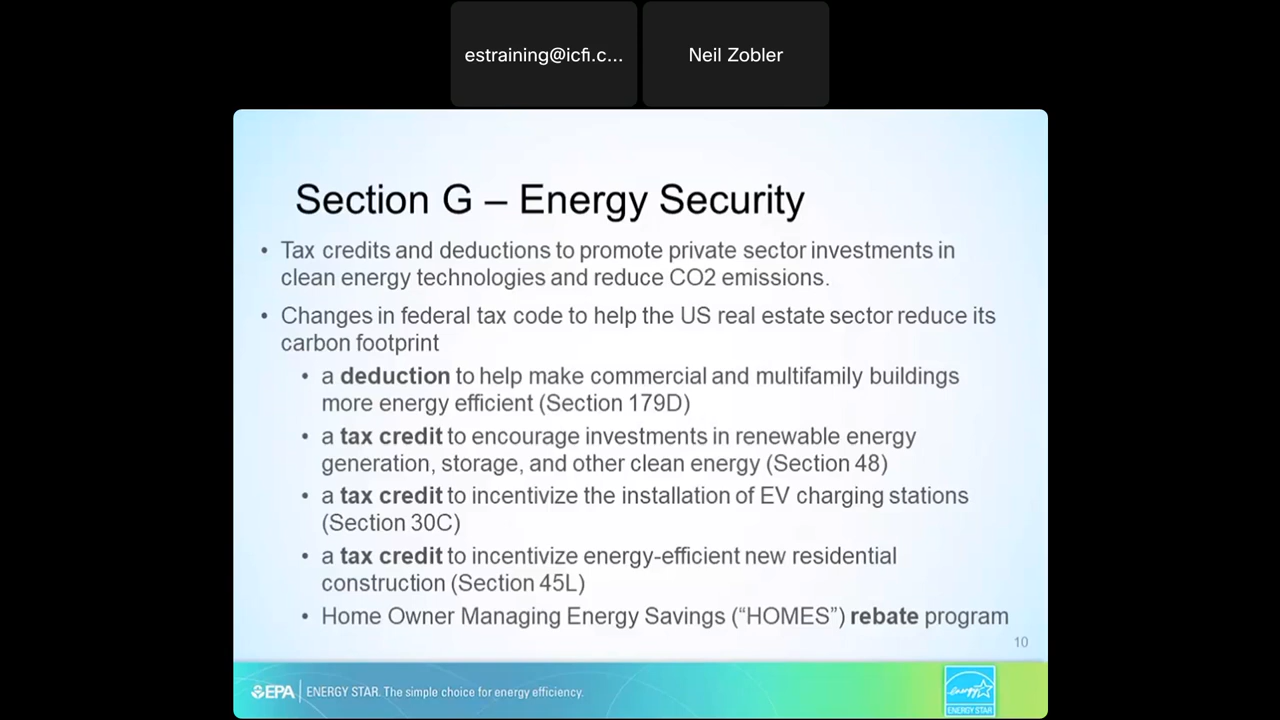 estraining@icfi.c...
Neil Zobler
Section G – Energy Security
• Tax credits and deductions to promote private sector investments in
clean energy technologies and reduce CO2 emissions.
• Changes in federal tax code to help the US real estate sector reduce its
carbon footprint
• a deduction to help make commercial and multifamily buildings
more energy efficient (Section 179D)
• a tax credit to encourage investments in renewable energy
generation, storage, and other clean energy (Section 48)
• a tax credit to incentivize the installation of EV charging stations
(Section 30C)
• a tax credit to incentivize energy-efficient new residential
construction (Section 45L)
• Home Owner Managing Energy Savings (“HOMES”) rebate program
10
EPA ENERGY STAR. The simple choice for energy efficiency.
energy
ENERGY STAR